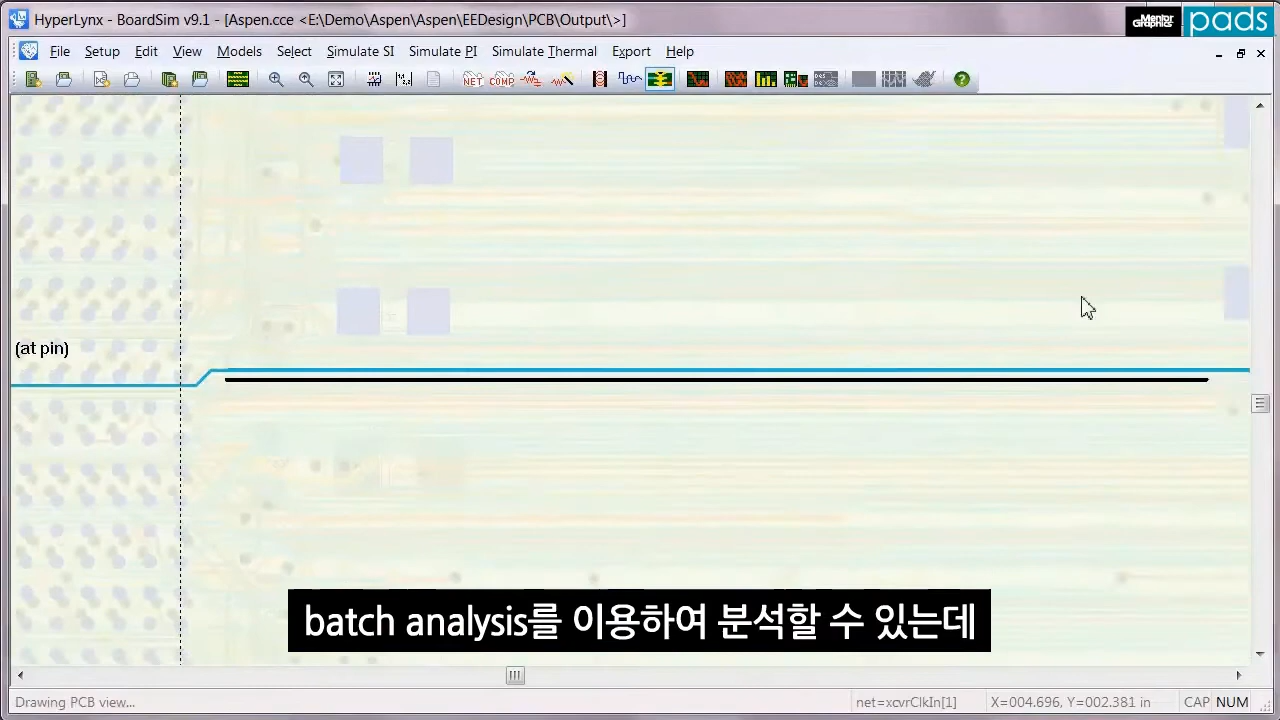 HyperLynx - BoardSim v9.1 - [Aspen.cce <E:\Demo\Aspen\Aspen\EEDesign\PCB\Output\>]
Mentor Graphics
pads
File Setup Edit View Models Select Simulate SI Simulate PI Simulate Thermal Export Help
NET COMP
(at pin)
batch analysis를 이용하여 분석할 수 있는데
Drawing PCB view... net=xcvrClkIn[1] X=004.696, Y=002.381 in CAP NUM